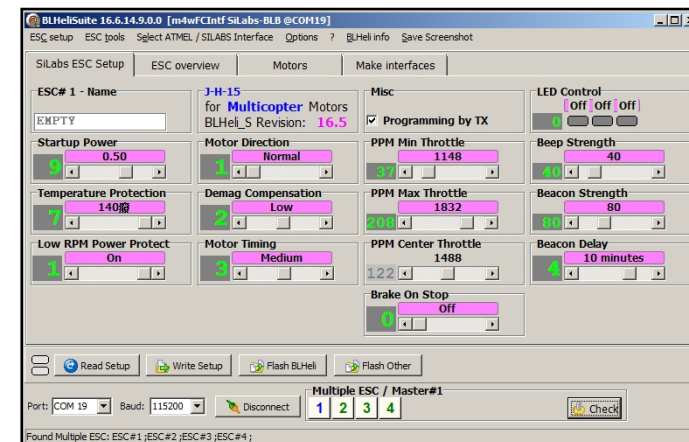 BLHeliSuite 16.6.14.9.0.0 [m4wFCIntf SiLabs-BLB @COM19]
ESC setup ESC tools Select ATMEL / SILABS Interface Options ? BLHeli info Save Screenshot
SiLabs ESC Setup ESC overview Motors Make interfaces
ESC# 1 - Name
EMPTY
J-H-15
for Multicopter Motors
BLHeli_S Revision: 16.5
Misc
Programming by TX
LED Control
Off Off Off
0
Startup Power
0.50
9
Motor Direction
Normal
1
PPM Min Throttle
1148
37
Beep Strength
40
40
Temperature Protection
140癈
7
Demag Compensation
Low
2
PPM Max Throttle
1832
208
Beacon Strength
80
80
Low RPM Power Protect
On
1
Motor Timing
Medium
3
PPM Center Throttle
1488
122
Beacon Delay
10 minutes
4
Brake On Stop
Off
0
Read Setup Write Setup Flash BLHeli Flash Other
Port: COM 19 Baud: 115200 Disconnect
Multiple ESC / Master#1
1 2 3 4
Check
Found Multiple ESC: ESC#1 ;ESC#2 ;ESC#3 ;ESC#4 ;